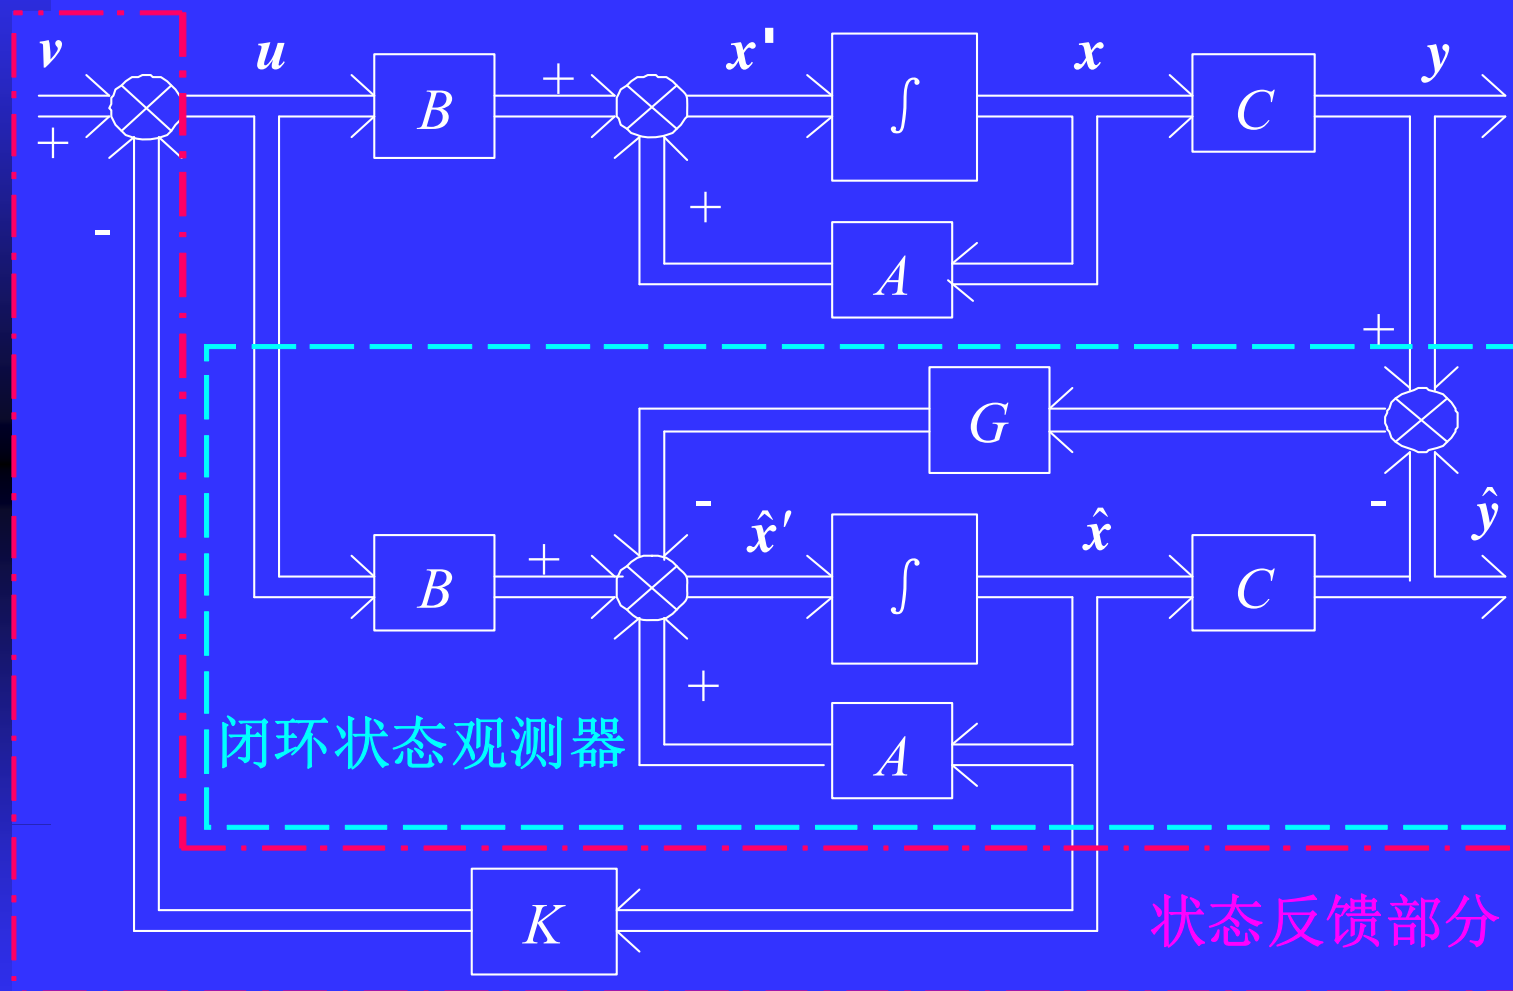 v u x' x y
+ B + ∫ C
-
+
A
+
G
- x̂′ x̂ - ŷ
B + ∫ C
+
闭环状态观测器
A
K
状态反馈部分